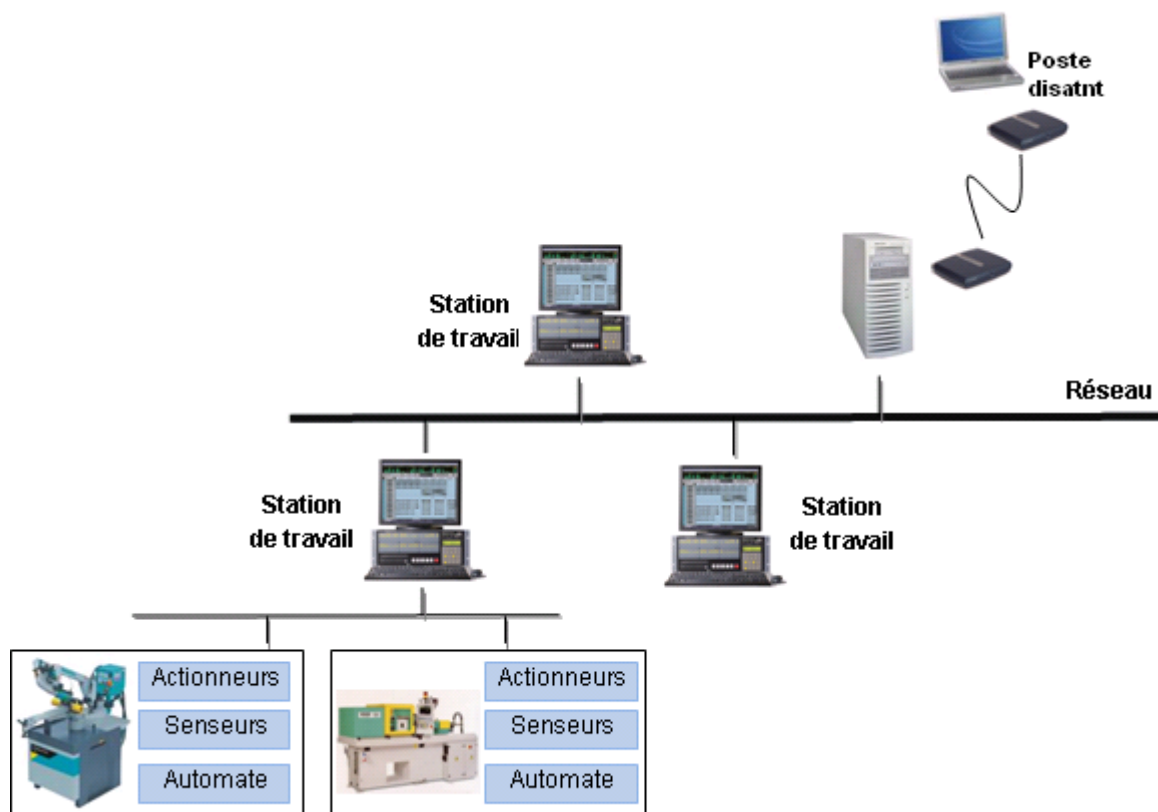 Poste
disatnt
Station
de travail
Réseau
Station
de travail
Station
de travail
Actionneurs
Senseurs
Automate
Actionneurs
Senseurs
Automate